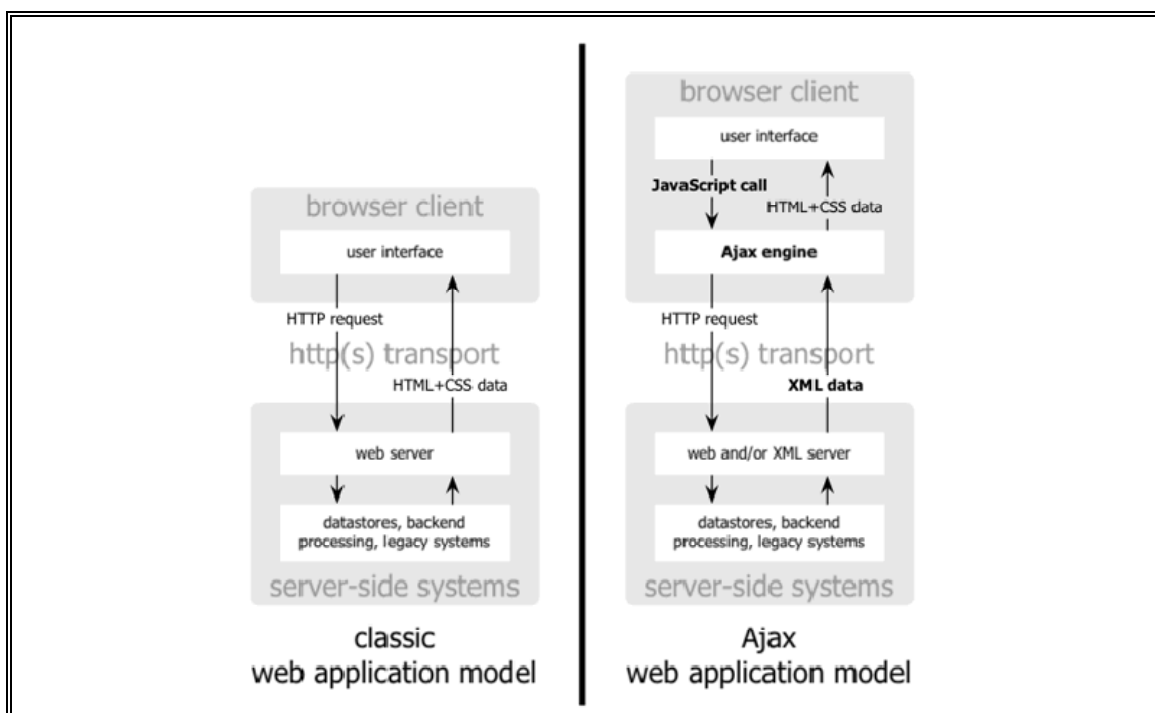 browser client
user interface
HTTP request
http(s) transport
HTML+CSS data
web server
datastores, backend
processing, legacy systems
server-side systems
classic
web application model
browser client
user interface
JavaScript call
HTML+CSS data
Ajax engine
HTTP request
http(s) transport
XML data
web and/or XML server
datastores, backend
processing, legacy systems
server-side systems
Ajax
web application model